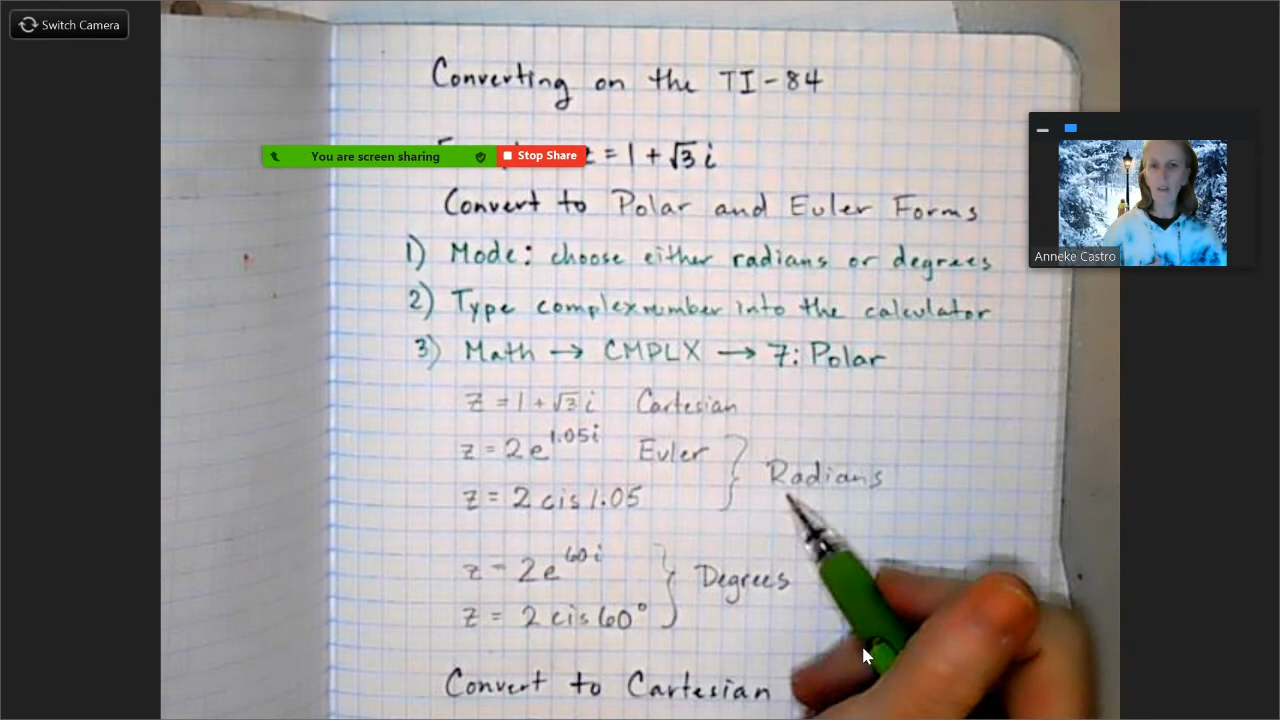 Switch Camera
Converting on the TI-84
You are screen sharing
Stop Share
z = 1 + √3 i
Convert to Polar and Euler Forms
Anneke Castro
1) Mode: choose either radians or degrees
2) Type complex number into the calculator
3) Math → CMPLX → 7: Polar
z = 1 + √3 i Cartesian
z = 2e^1.05i Euler
Radians
z = 2 cis 1.05
z = 2e^60i
Degrees
z = 2 cis 60°
Convert to Cartesian